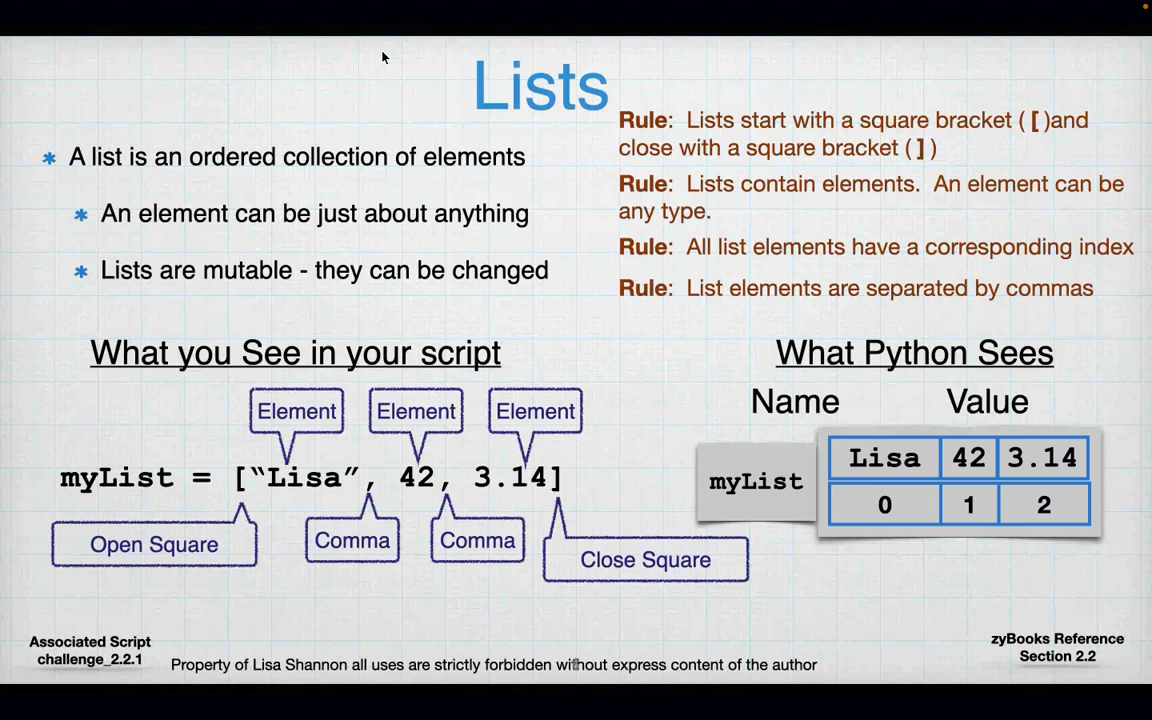 Lists
* A list is an ordered collection of elements
* An element can be just about anything
* Lists are mutable - they can be changed
Rule: Lists start with a square bracket ( [ )and
close with a square bracket ( ] )
Rule: Lists contain elements. An element can be
any type.
Rule: All list elements have a corresponding index
Rule: List elements are separated by commas
What you See in your script
Element Element Element
myList = [“Lisa”, 42, 3.14]
Open Square Comma Comma Close Square
What Python Sees
Name Value
myList
Lisa 42 3.14
0 1 2
Associated Script
challenge_2.2.1
Property of Lisa Shannon all uses are strictly forbidden without express content of the author
zyBooks Reference
Section 2.2